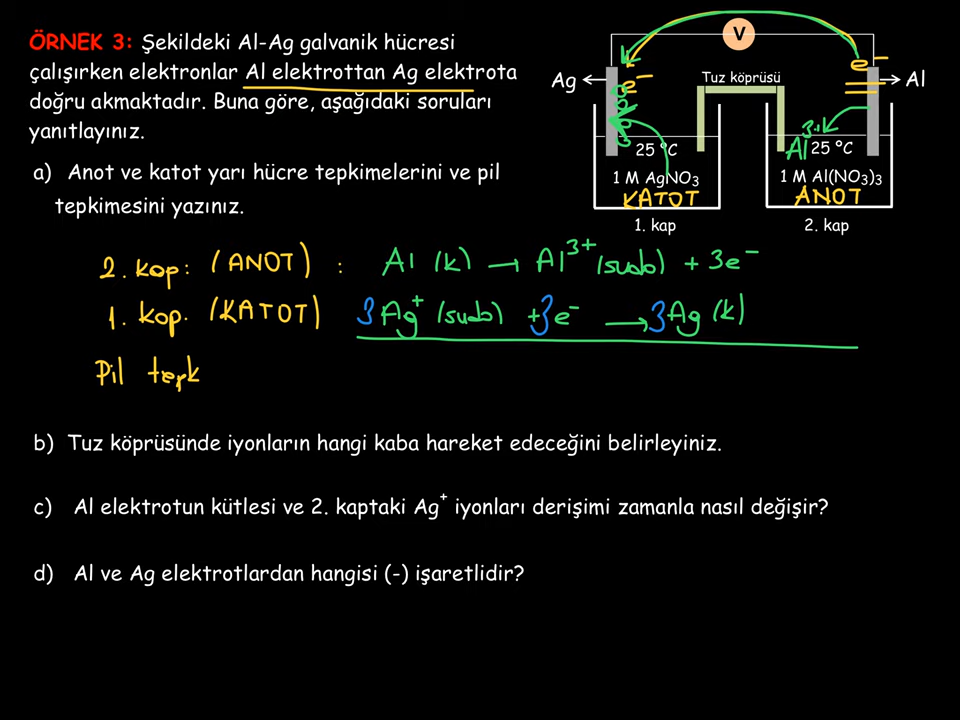 ÖRNEK 3: Şekildeki Al-Ag galvanik hücresi
çalışırken elektronlar Al elektrottan Ag elektrota
doğru akmaktadır. Buna göre, aşağıdaki soruları
yanıtlayınız.
a) Anot ve katot yarı hücre tepkimelerini ve pil
tepkimesini yazınız.
V
Ag
e⁻
Tuz köprüsü
e⁻
Al
Al³⁺
25 °C
25 °C
1 M AgNO₃
1 M Al(NO₃)₃
KATOT
ANOT
1. kap
2. kap
2. kap: (ANOT) : Al (k) → Al³⁺ (suda) + 3e⁻
1. kap. (KATOT) 3Ag⁺ (suda) + 3e⁻ → 3Ag (k)
Pil tepk
b) Tuz köprüsünde iyonların hangi kaba hareket edeceğini belirleyiniz.
c) Al elektrotun kütlesi ve 2. kaptaki Ag⁺ iyonları derişimi zamanla nasıl değişir?
d) Al ve Ag elektrotlardan hangisi (-) işaretlidir?